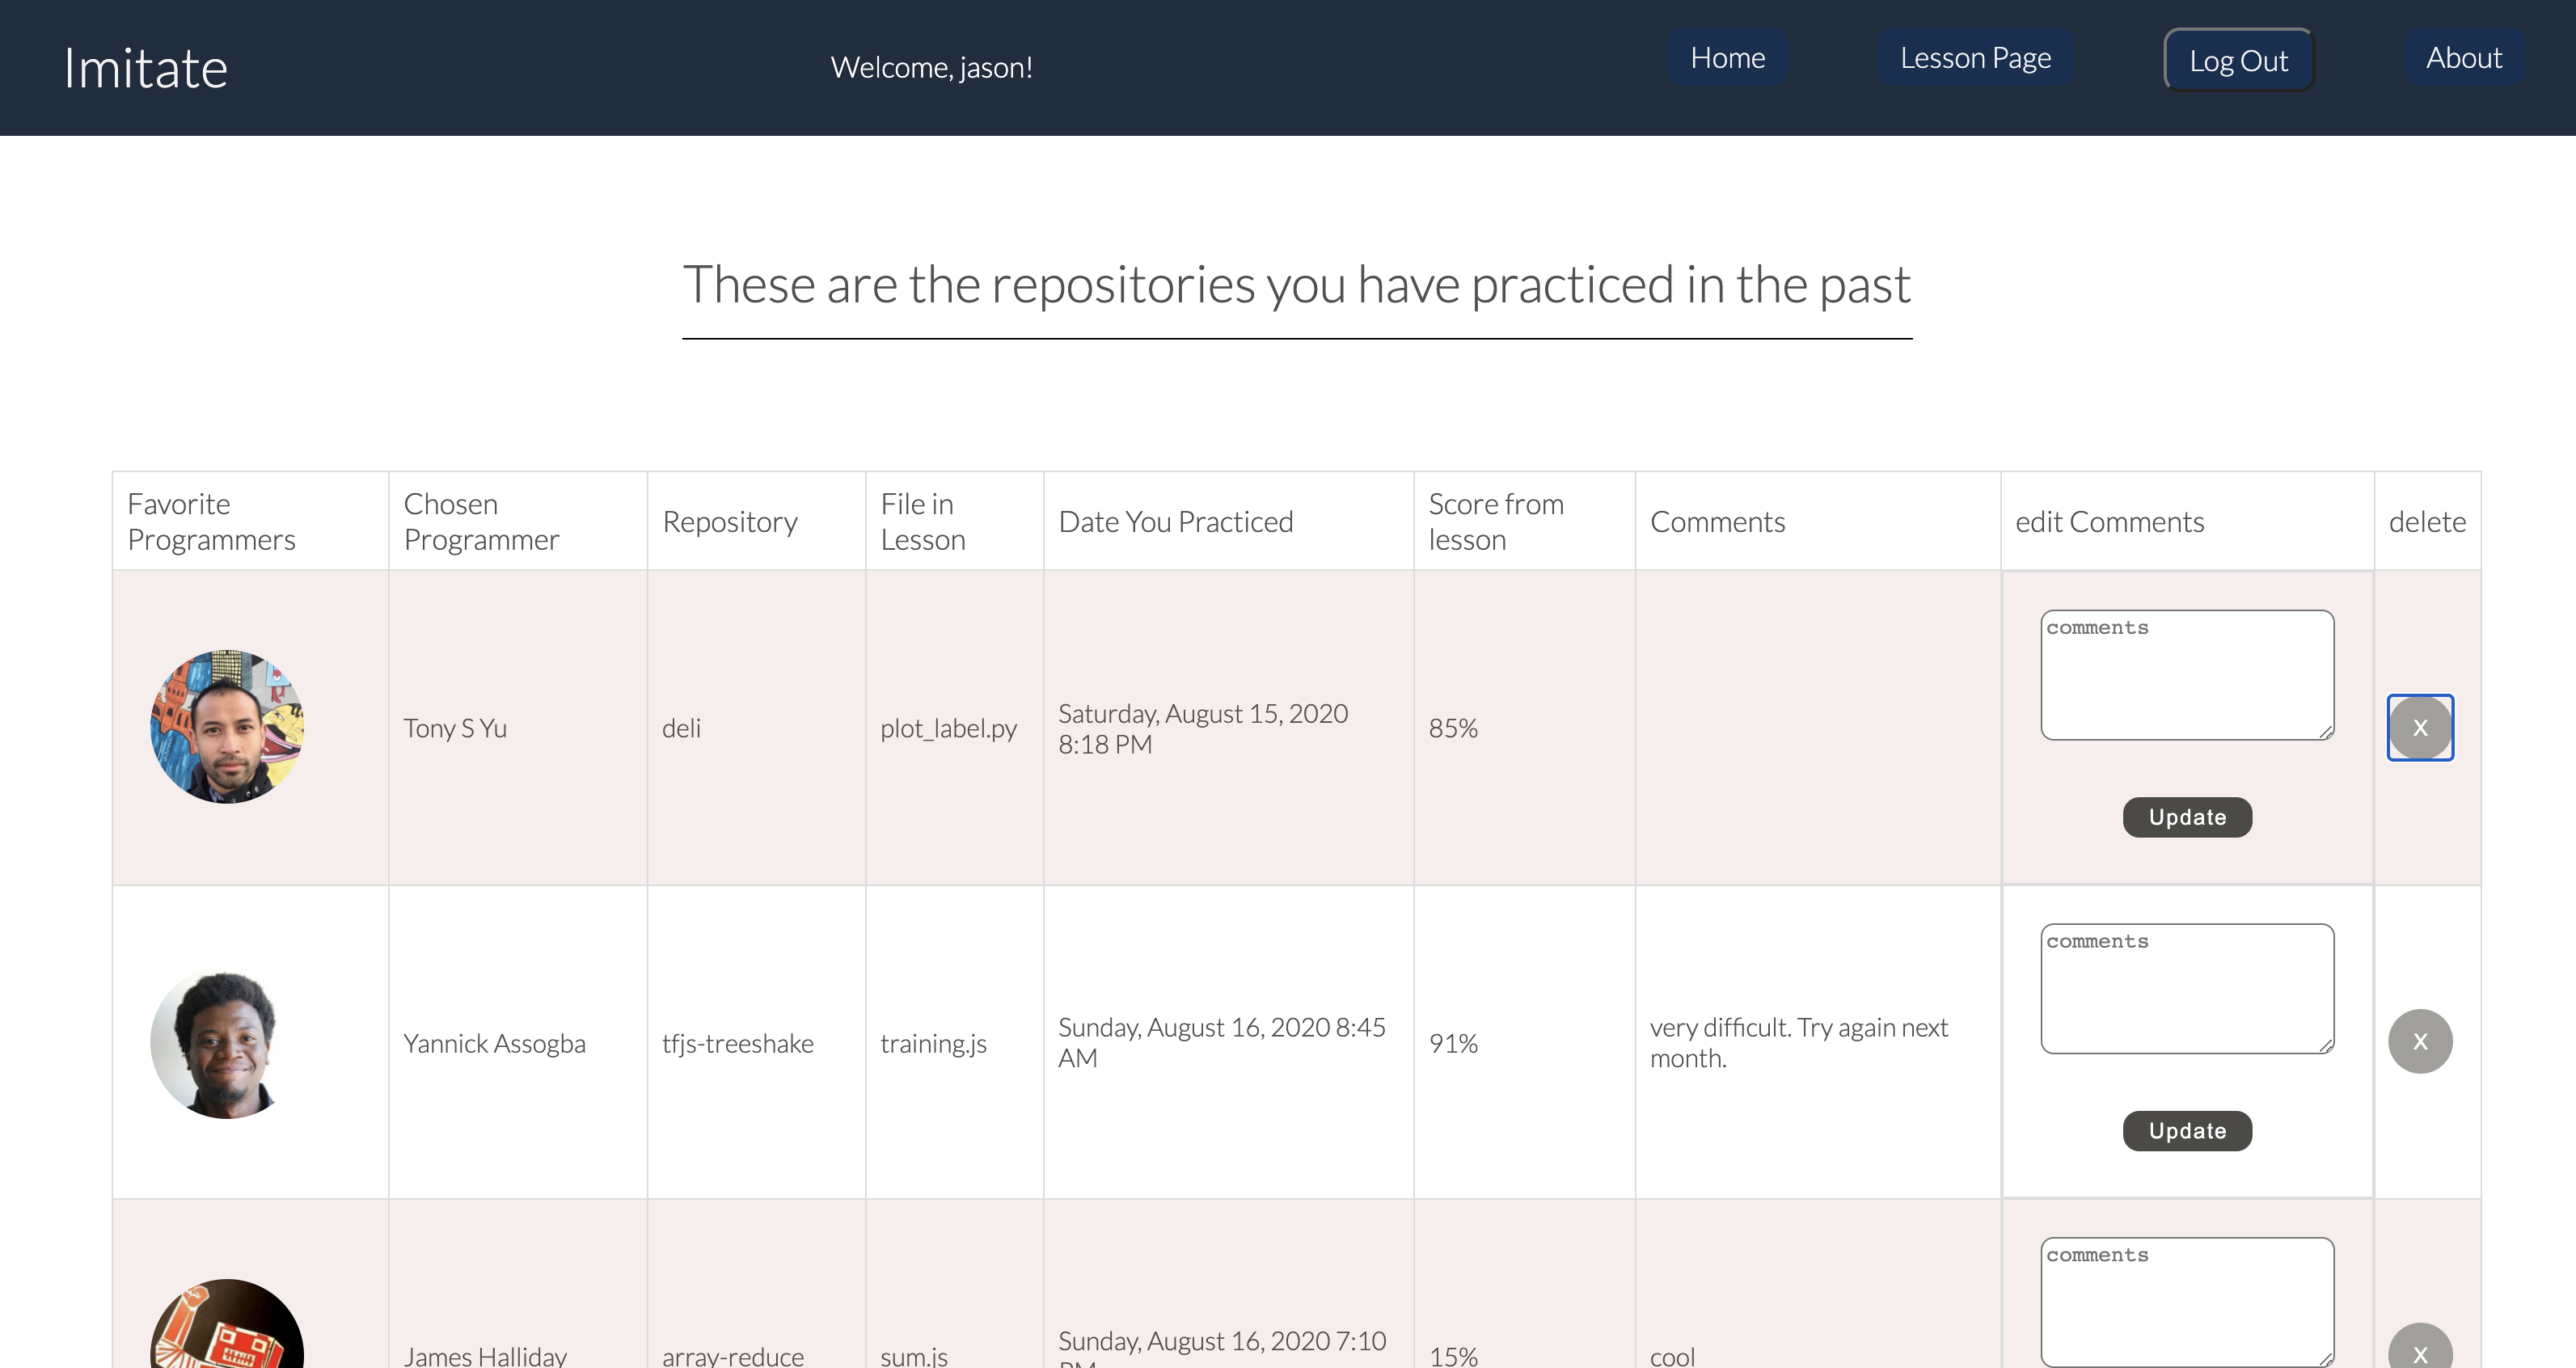 Imitate
Welcome, jason!
Home
Lesson Page
Log Out
About
These are the repositories you have practiced in the past
Favorite
Programmers
Chosen
Programmer
Repository
File in
Lesson
Date You Practiced
Score from
lesson
Comments
edit Comments
delete
Tony S Yu
deli
plot_label.py
Saturday, August 15, 2020
8:18 PM
85%
comments
Update
X
Yannick Assogba
tfjs-treeshake
training.js
Sunday, August 16, 2020 8:45
AM
91%
very difficult. Try again next
month.
comments
Update
X
James Halliday
array-reduce
sum.js
Sunday, August 16, 2020 7:10
PM
15%
cool
comments
X